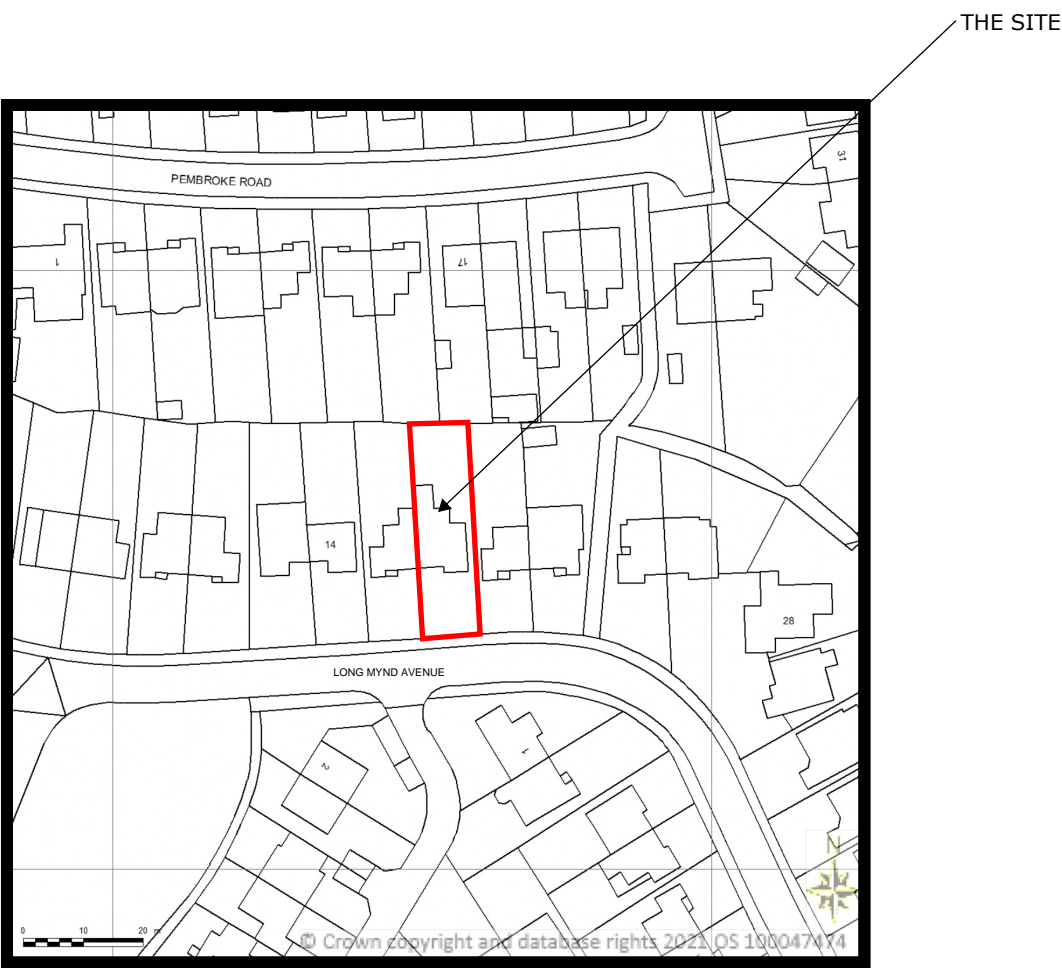 THE SITE
31
PEMBROKE ROAD
1
17
14
28
LONG MYND AVENUE
2
1
N
0 10 20 m
© Crown copyright and database rights 2021 OS 100047474